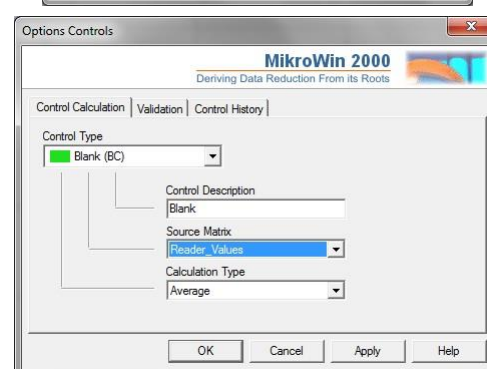 Options Controls
MikroWin 2000
Deriving Data Reduction From its Roots
Control Calculation Validation Control History
Control Type
Blank (BC)
Control Description
Blank
Source Matrix
Reader_Values
Calculation Type
Average
OK Cancel Apply Help